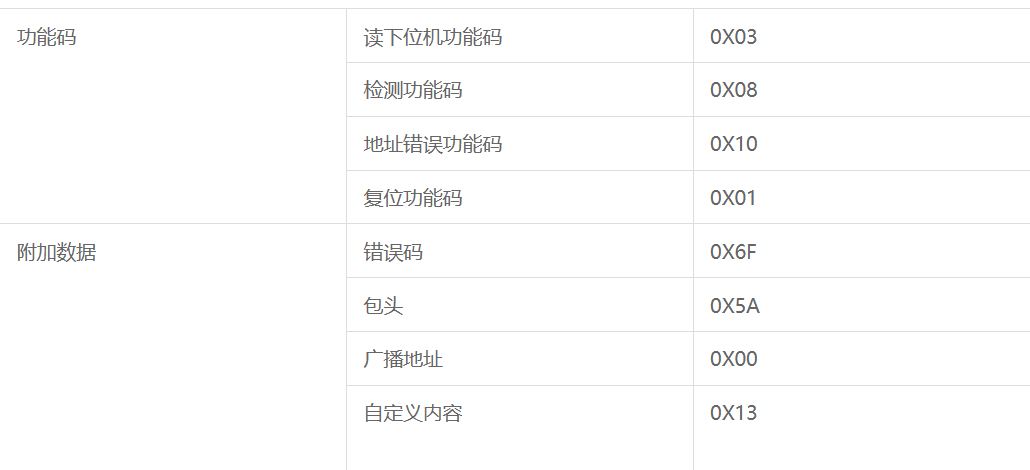 功能码 读下位机功能码 0X03
检测功能码 0X08
地址错误功能码 0X10
复位功能码 0X01
附加数据 错误码 0X6F
包头 0X5A
广播地址 0X00
自定义内容 0X13